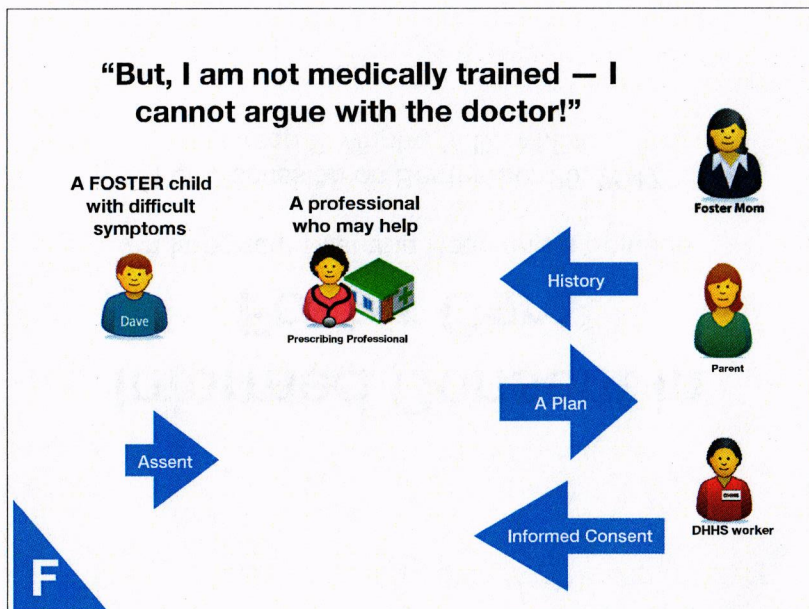 “But, I am not medically trained — I
cannot argue with the doctor!”
A FOSTER child
with difficult
symptoms
A professional
who may help
Foster Mom
History
Dave
Prescribing Professional
Parent
A Plan
Assent
DHHS
Informed Consent
DHHS worker
F